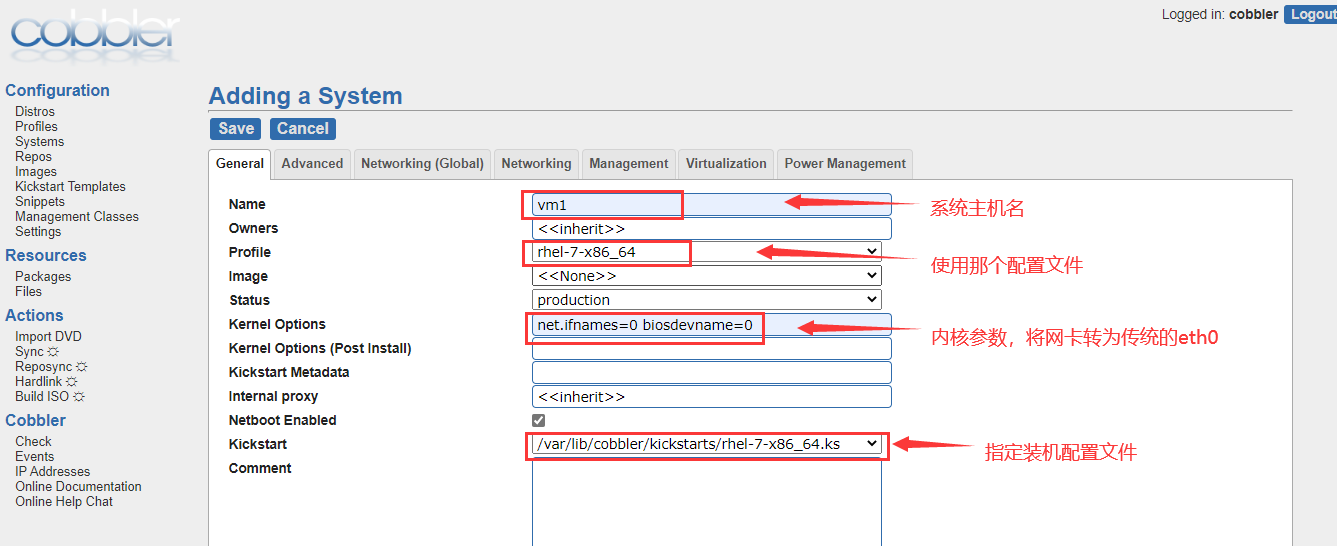 cobbler
Logged in: cobbler Logout
Configuration
Distros
Profiles
Systems
Repos
Images
Kickstart Templates
Snippets
Management Classes
Settings
Resources
Packages
Files
Actions
Import DVD
Sync
Reposync
Hardlink
Build ISO
Cobbler
Check
Events
IP Addresses
Online Documentation
Online Help Chat
Adding a System
Save Cancel
General Advanced Networking (Global) Networking Management Virtualization Power Management
Name vm1 系统主机名
Owners <<inherit>>
Profile rhel-7-x86_64 使用那个配置文件
Image <<None>>
Status production
Kernel Options net.ifnames=0 biosdevname=0 内核参数，将网卡转为传统的eth0
Kernel Options (Post Install)
Kickstart Metadata
Internal proxy <<inherit>>
Netboot Enabled
Kickstart /var/lib/cobbler/kickstarts/rhel-7-x86_64.ks 指定装机配置文件
Comment